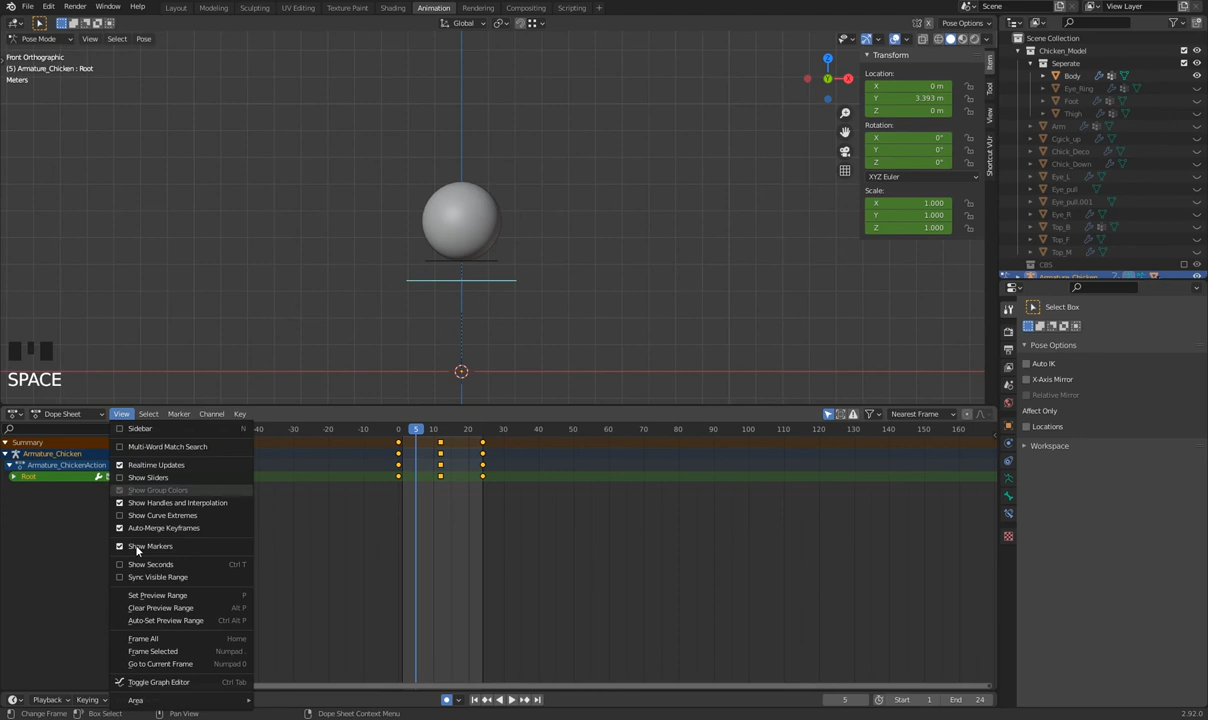 File Edit Render Window Help Layout Modeling Sculpting UV Editing Texture Paint Shading Animation Rendering Compositing Scripting + Scene View Layer
Global Pose Options
Pose Mode View Select Pose
Front Orthographic
(5) Armature_Chicken : Root
Meters
Transform
Location:
X 0 m
Y 3.393 m
Z 0 m
Rotation:
X 0°
Y 0°
Z 0°
XYZ Euler
Scale:
X 1.000
Y 1.000
Z 1.000
Item
Tool
View
Shortcut VUr
Z
Y
X
SPACE
Scene Collection
Chicken_Model
Seperate
Body
Eye_Ring
Foot
Thigh
Arm
Cgick_up
Chick_Deco
Chick_Down
Eye_L
Eye_pull
Eye_pull.001
Eye_R
Top_B
Top_F
Top_M
CBS
Armature_Chicken
Select Box
Pose Options
Auto IK
X-Axis Mirror
Relative Mirror
Affect Only
Locations
Workspace
Dope Sheet View Select Marker Channel Key Nearest Frame
-40 -30 -20 -10 0 5 10 20 30 40 50 60 70 80 90 100 110 120 130 140 150 160
Summary
Armature_Chicken
Armature_ChickenAction
Root
Sidebar N
Multi-Word Match Search
Realtime Updates
Show Sliders
Show Group Colors
Show Handles and Interpolation
Show Curve Extremes
Auto-Merge Keyframes
Show Markers
Show Seconds Ctrl T
Sync Visible Range
Set Preview Range P
Clear Preview Range Alt P
Auto-Set Preview Range Ctrl Alt P
Frame All Home
Frame Selected Numpad .
Go to Current Frame Numpad 0
Toggle Graph Editor Ctrl Tab
Area
Playback Keying 5 Start 1 End 24
Change Frame Box Select Pan View Dope Sheet Context Menu 2.92.0